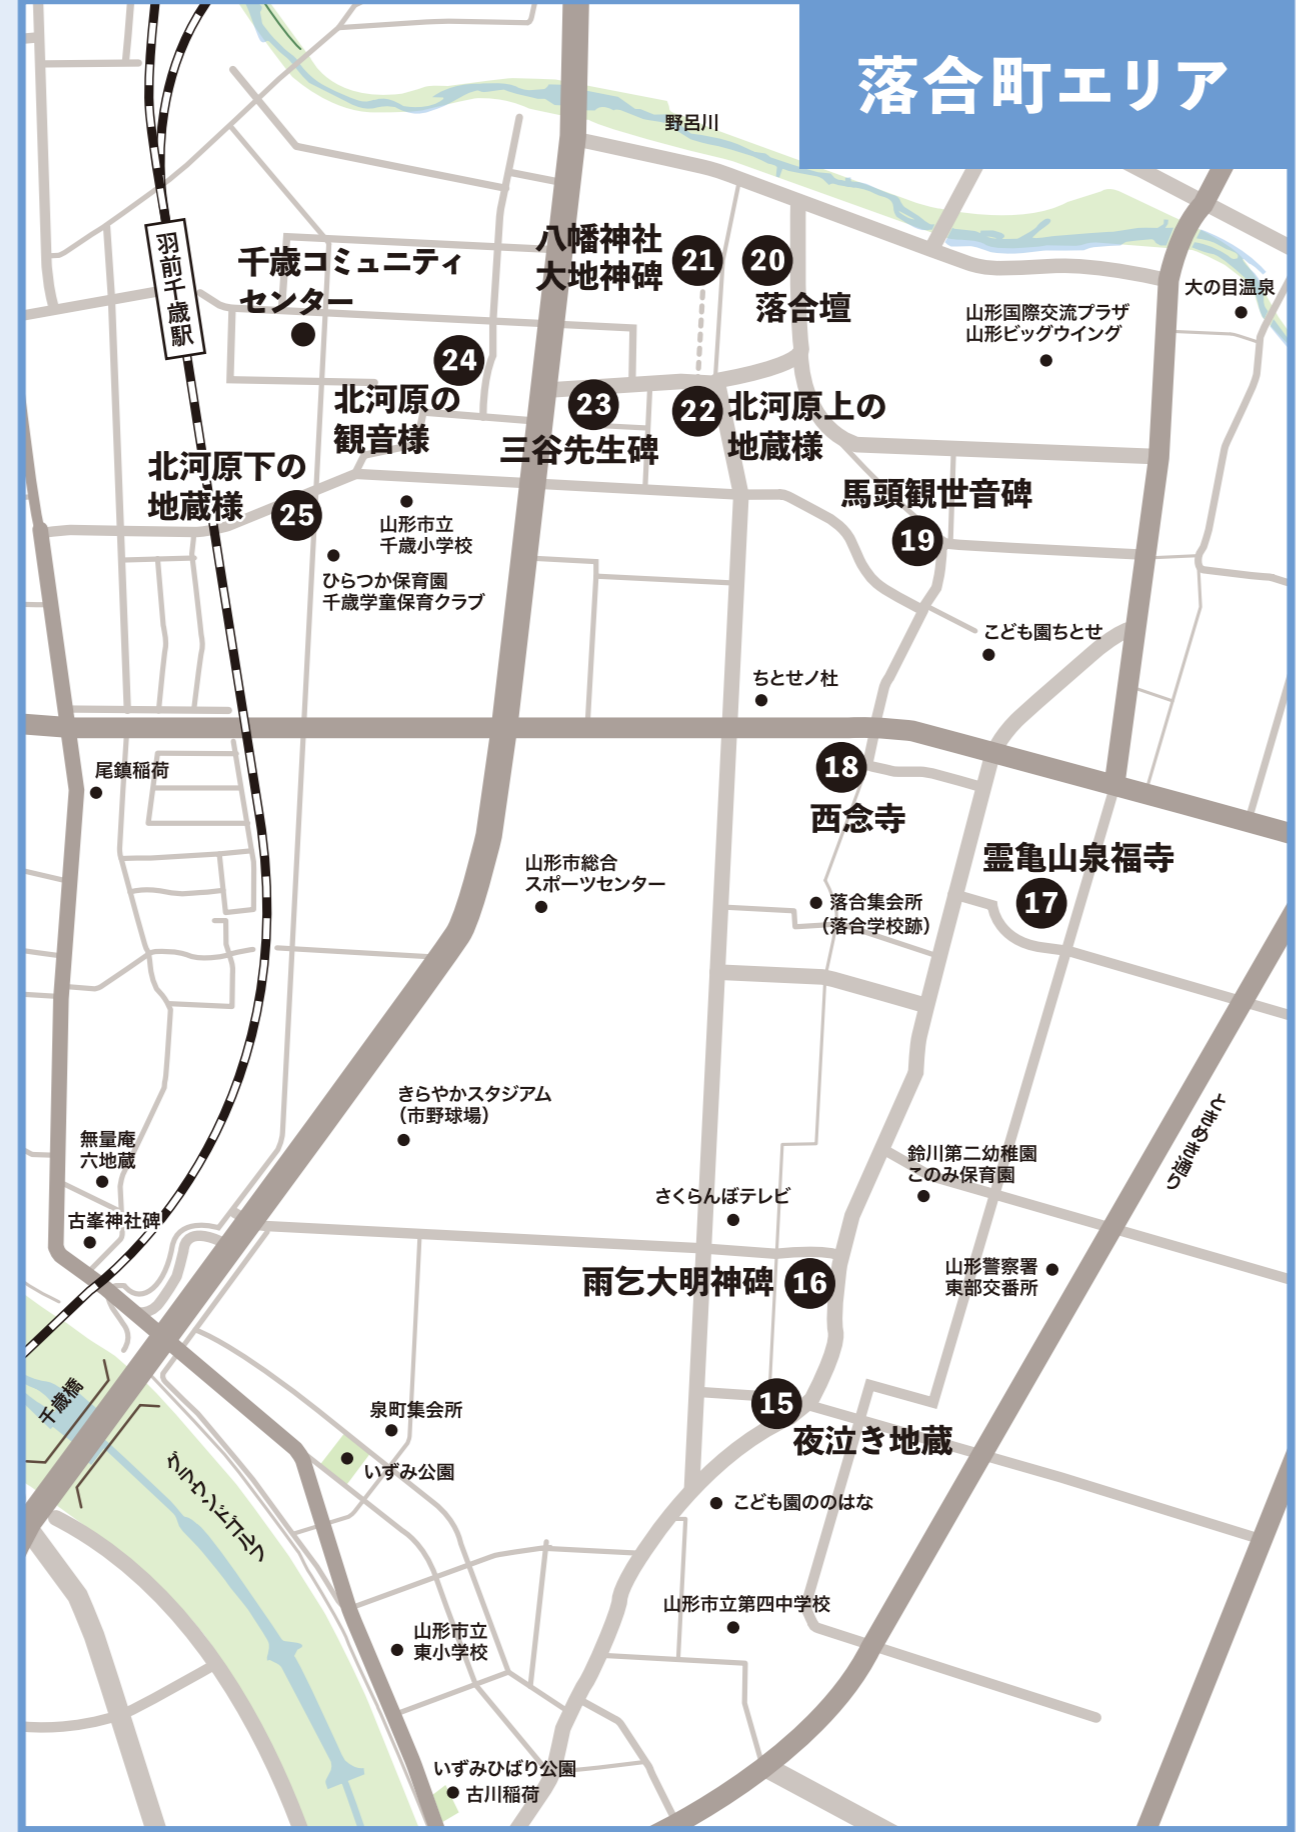 落合町エリア
野呂川
羽前千歳駅
千歳コミュニティ
センター
八幡神社
大地神碑
21
20
落合壇
大の目温泉
山形国際交流プラザ
山形ビッグウイング
24
北河原の
観音様
23
三谷先生碑
22
北河原上の
地蔵様
北河原下の
地蔵様
25
山形市立
千歳小学校
ひらつか保育園
千歳学童保育クラブ
馬頭観世音碑
19
こども園ちとせ
ちとせノ杜
18
西念寺
尾鎮稲荷
霊亀山泉福寺
17
山形市総合
スポーツセンター
落合集会所
（落合学校跡）
きらやかスタジアム
（市野球場）
ときめき通り
無量庵
六地蔵
古峯神社碑
鈴川第二幼稚園
このみ保育園
さくらんぼテレビ
雨乞大明神碑
16
山形警察署
東部交番所
千歳橋
グラウンドゴルフ
泉町集会所
いずみ公園
15
夜泣き地蔵
こども園ののはな
山形市立第四中学校
山形市立
東小学校
いずみひばり公園
古川稲荷